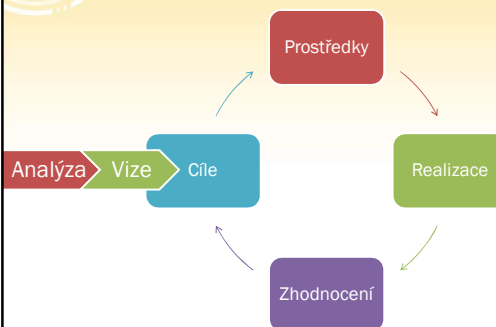 Prostředky
Analýza
Vize
Cíle
Realizace
Zhodnocení